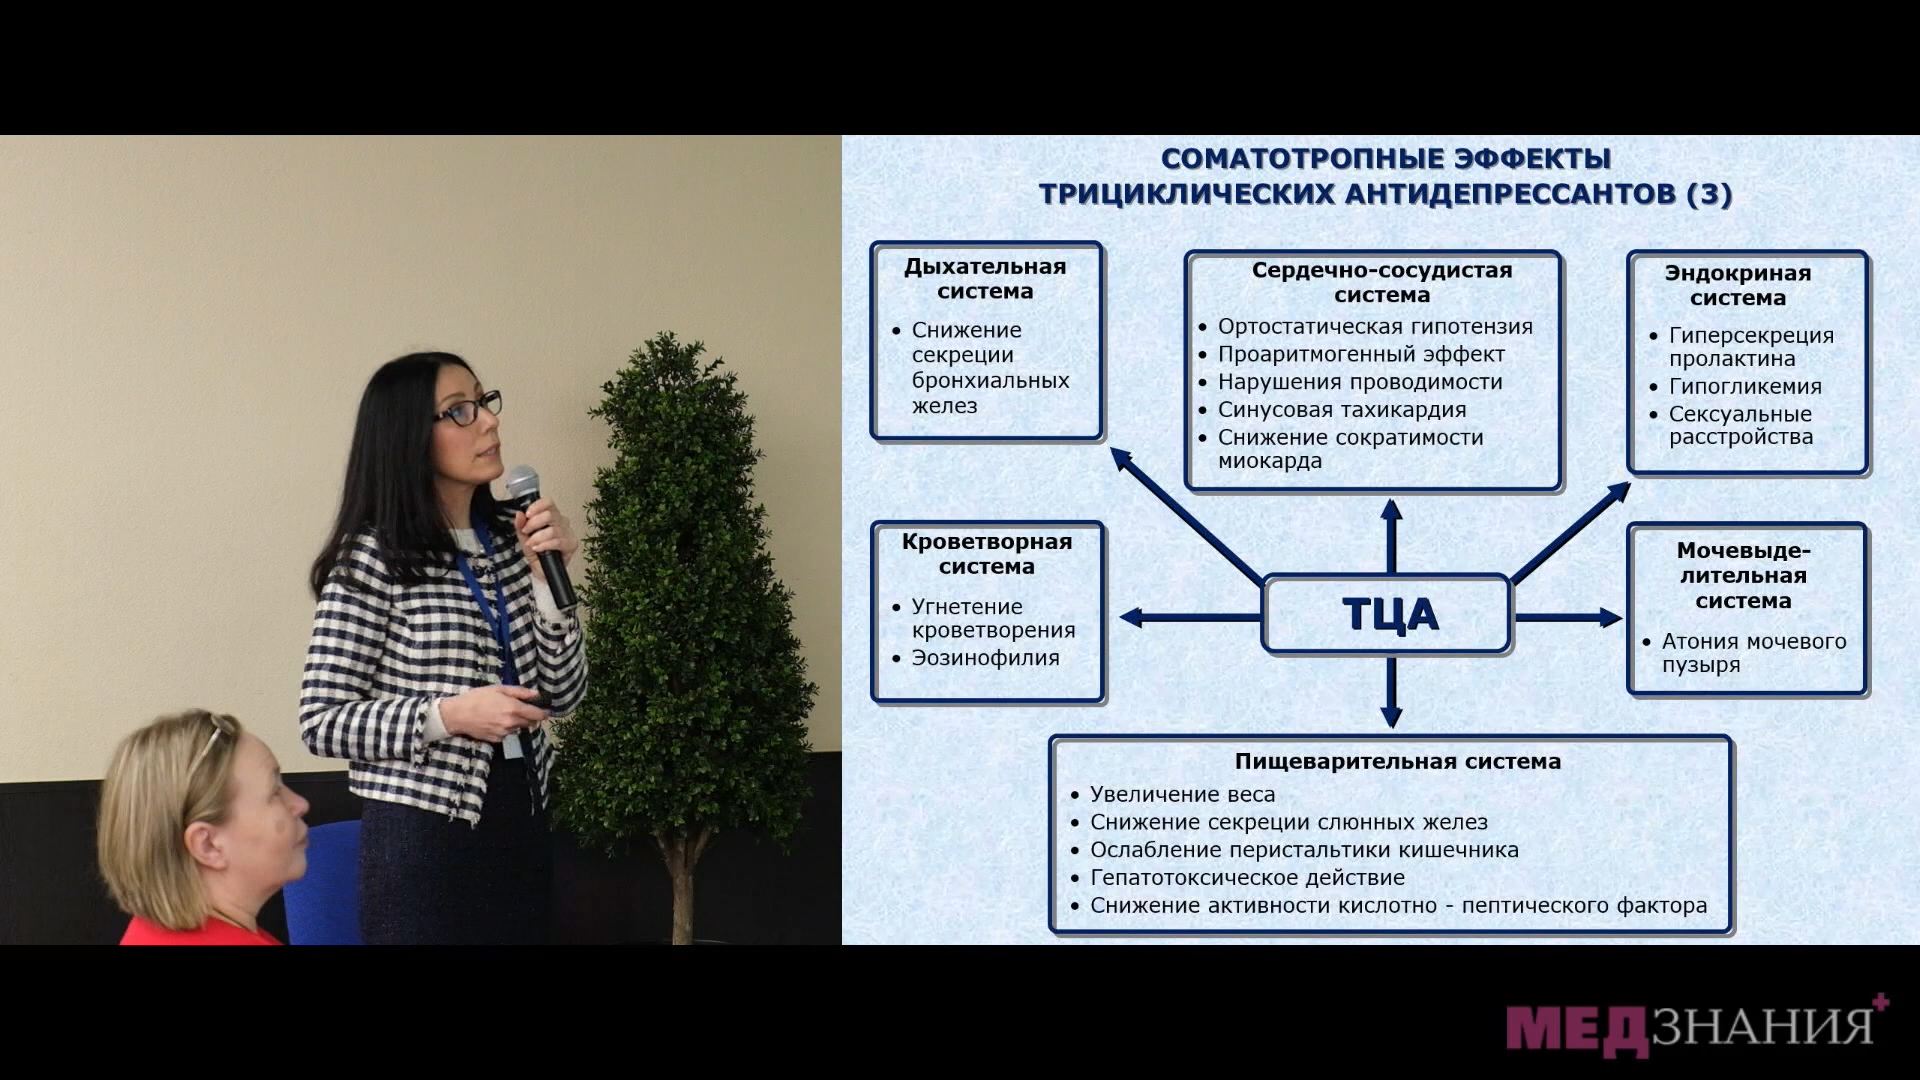 СОМАТОТРОПНЫЕ ЭФФЕКТЫ
ТРИЦИКЛИЧЕСКИХ АНТИДЕПРЕССАНТОВ (3)
Дыхательная
система
• Снижение
секреции
бронхиальных
желез
Сердечно-сосудистая
система
• Ортостатическая гипотензия
• Проаритмогенный эффект
• Нарушения проводимости
• Синусовая тахикардия
• Снижение сократимости
миокарда
Эндокриная
система
• Гиперсекреция
пролактина
• Гипогликемия
• Сексуальные
расстройства
Кроветворная
система
• Угнетение
кроветворения
• Эозинофилия
ТЦА
Мочевыде-
лительная
система
• Атония мочевого
пузыря
Пищеварительная система
• Увеличение веса
• Снижение секреции слюнных желез
• Ослабление перистальтики кишечника
• Гепатотоксическое действие
• Снижение активности кислотно - пептического фактора
МЕДЗНАНИЯ+